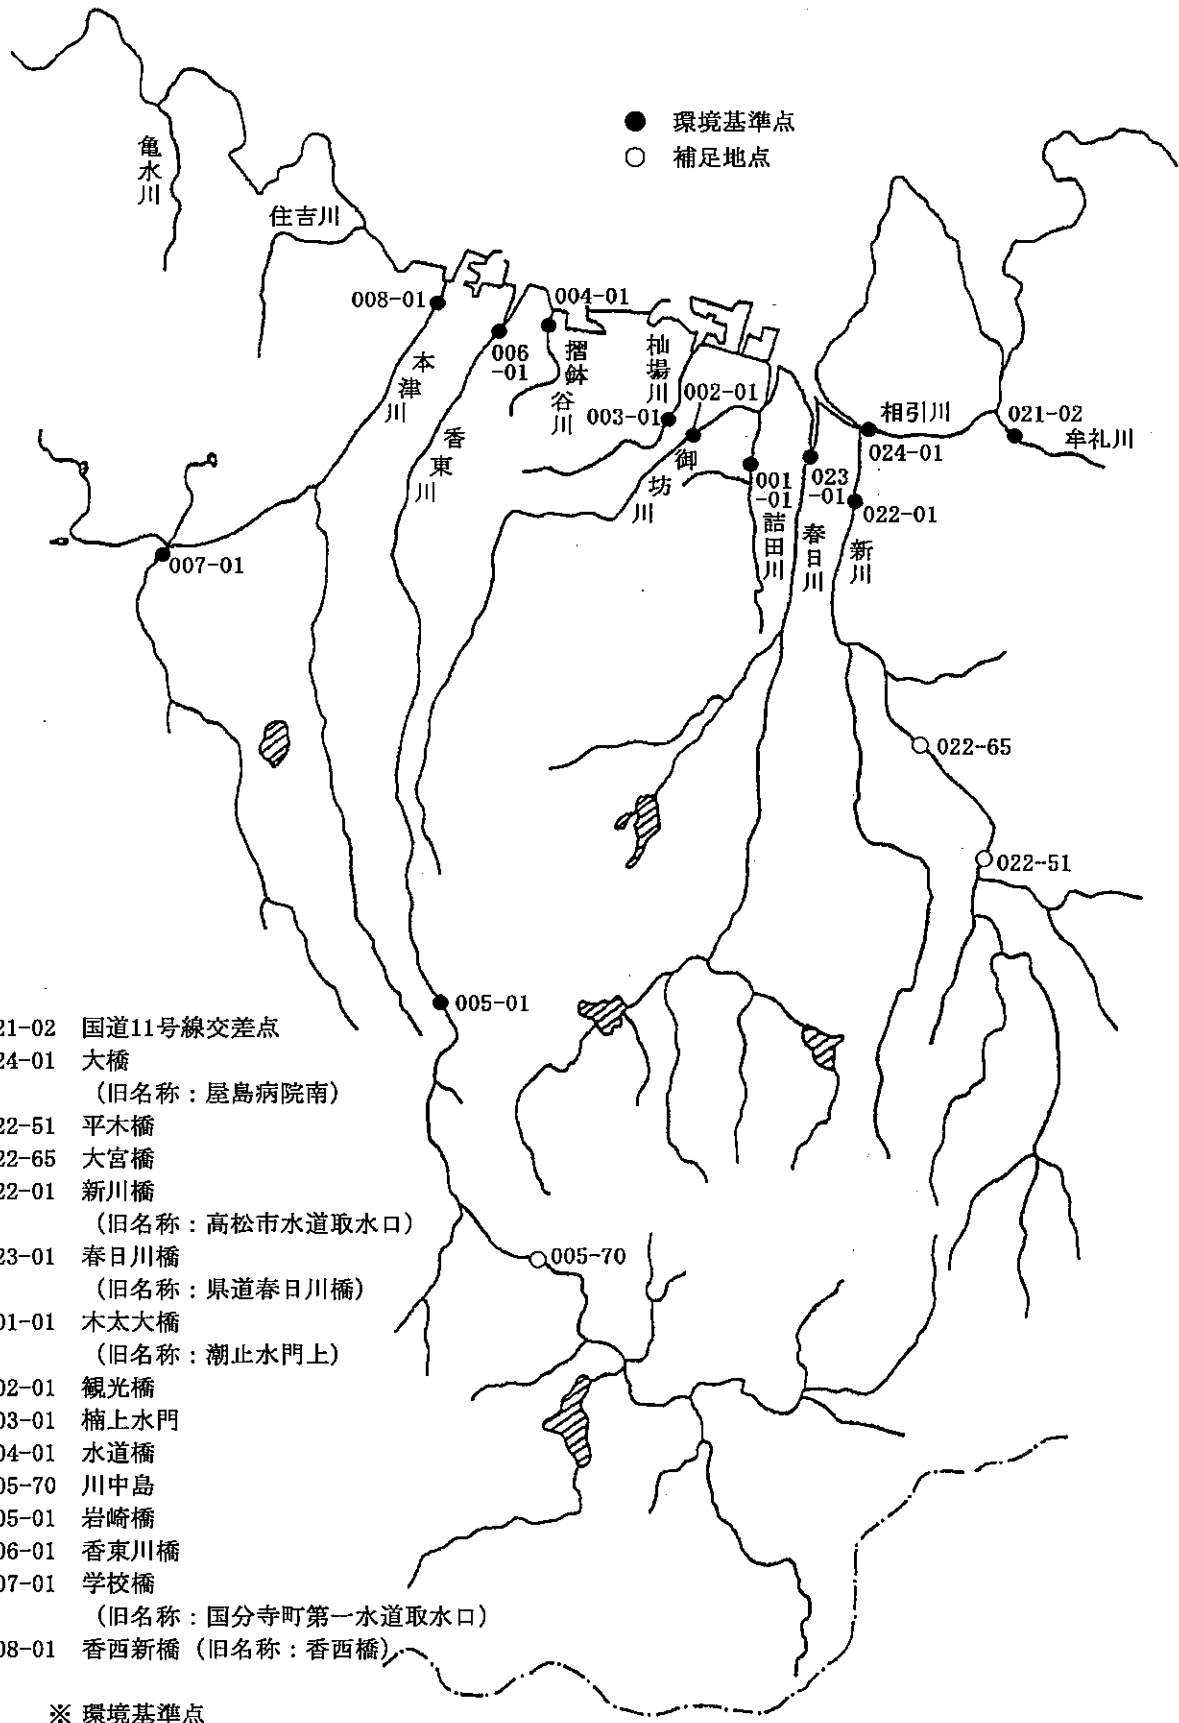 ● 環境基準点
○ 補足地点
亀水川
住吉川
008-01
004-01
006
-01
摺鉢谷川
杣場川
002-01
003-01
本津川
香東川
御坊川
相引川
021-02
牟礼川
024-01
001
-01
023
-01
022-01
詰田川
春日川
新川
007-01
022-65
022-51
005-01
005-70
21-02 国道11号線交差点
24-01 大橋
(旧名称：屋島病院南)
22-51 平木橋
22-65 大宮橋
22-01 新川橋
(旧名称：高松市水道取水口)
23-01 春日川橋
(旧名称：県道春日川橋)
01-01 木太大橋
(旧名称：潮止水門上)
02-01 観光橋
03-01 楠上水門
04-01 水道橋
05-70 川中島
05-01 岩崎橋
06-01 香東川橋
07-01 学校橋
(旧名称：国分寺町第一水道取水口)
08-01 香西新橋 (旧名称：香西橋)
※ 環境基準点